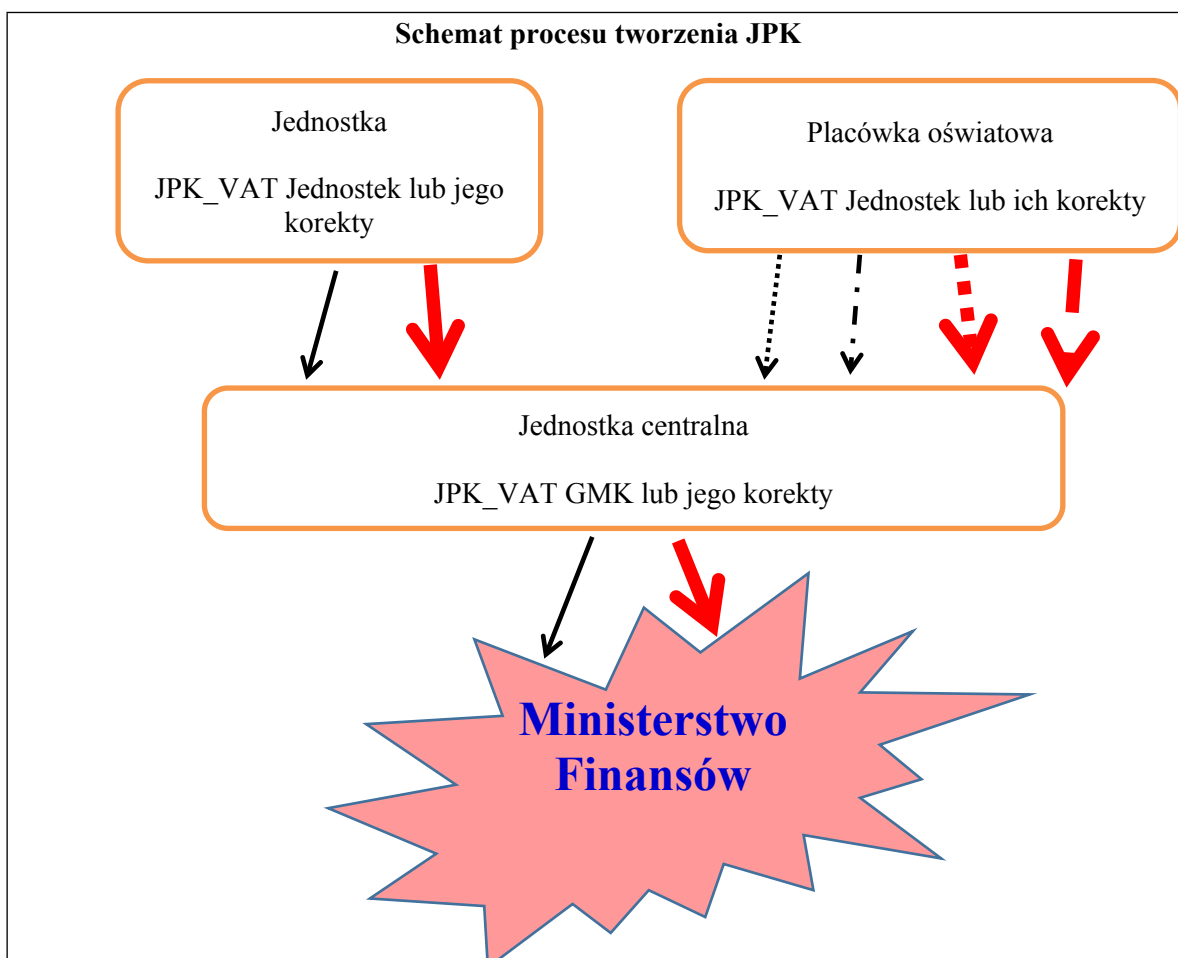 Schemat procesu tworzenia JPK
Jednostka
JPK_VAT Jednostek lub jego
korekty
Placówka oświatowa
JPK_VAT Jednostek lub ich korekty
Jednostka centralna
JPK_VAT GMK lub jego korekty
Ministerstwo
Finansów